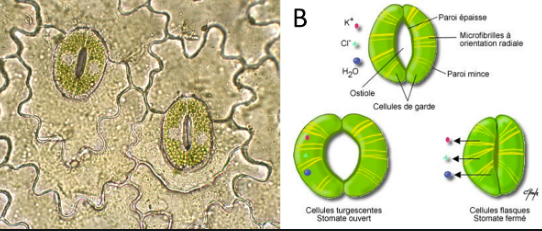 B
K+
Cl-
H2O
Ostiole
Paroi épaisse
Microfibrilles à
orientation radiale
Paroi mince
Cellules de garde
Cellules turgescentes
Stomate ouvert
Cellules flasques
Stomate fermé